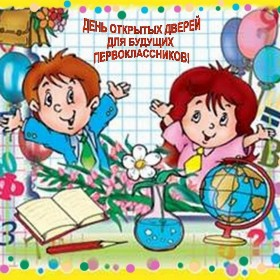 ДЕНЬ ОТКРЫТЫХ ДВЕРЕЙ
ДЛЯ БУДУЩИХ
ПЕРВОКЛАССНИКОВ!